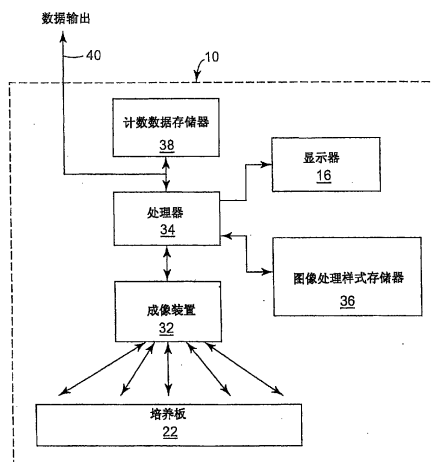 数据输出
40
10
计数数据存储器
38
显示器
16
处理器
34
图像处理样式存储器
36
成像装置
32
培养板
22